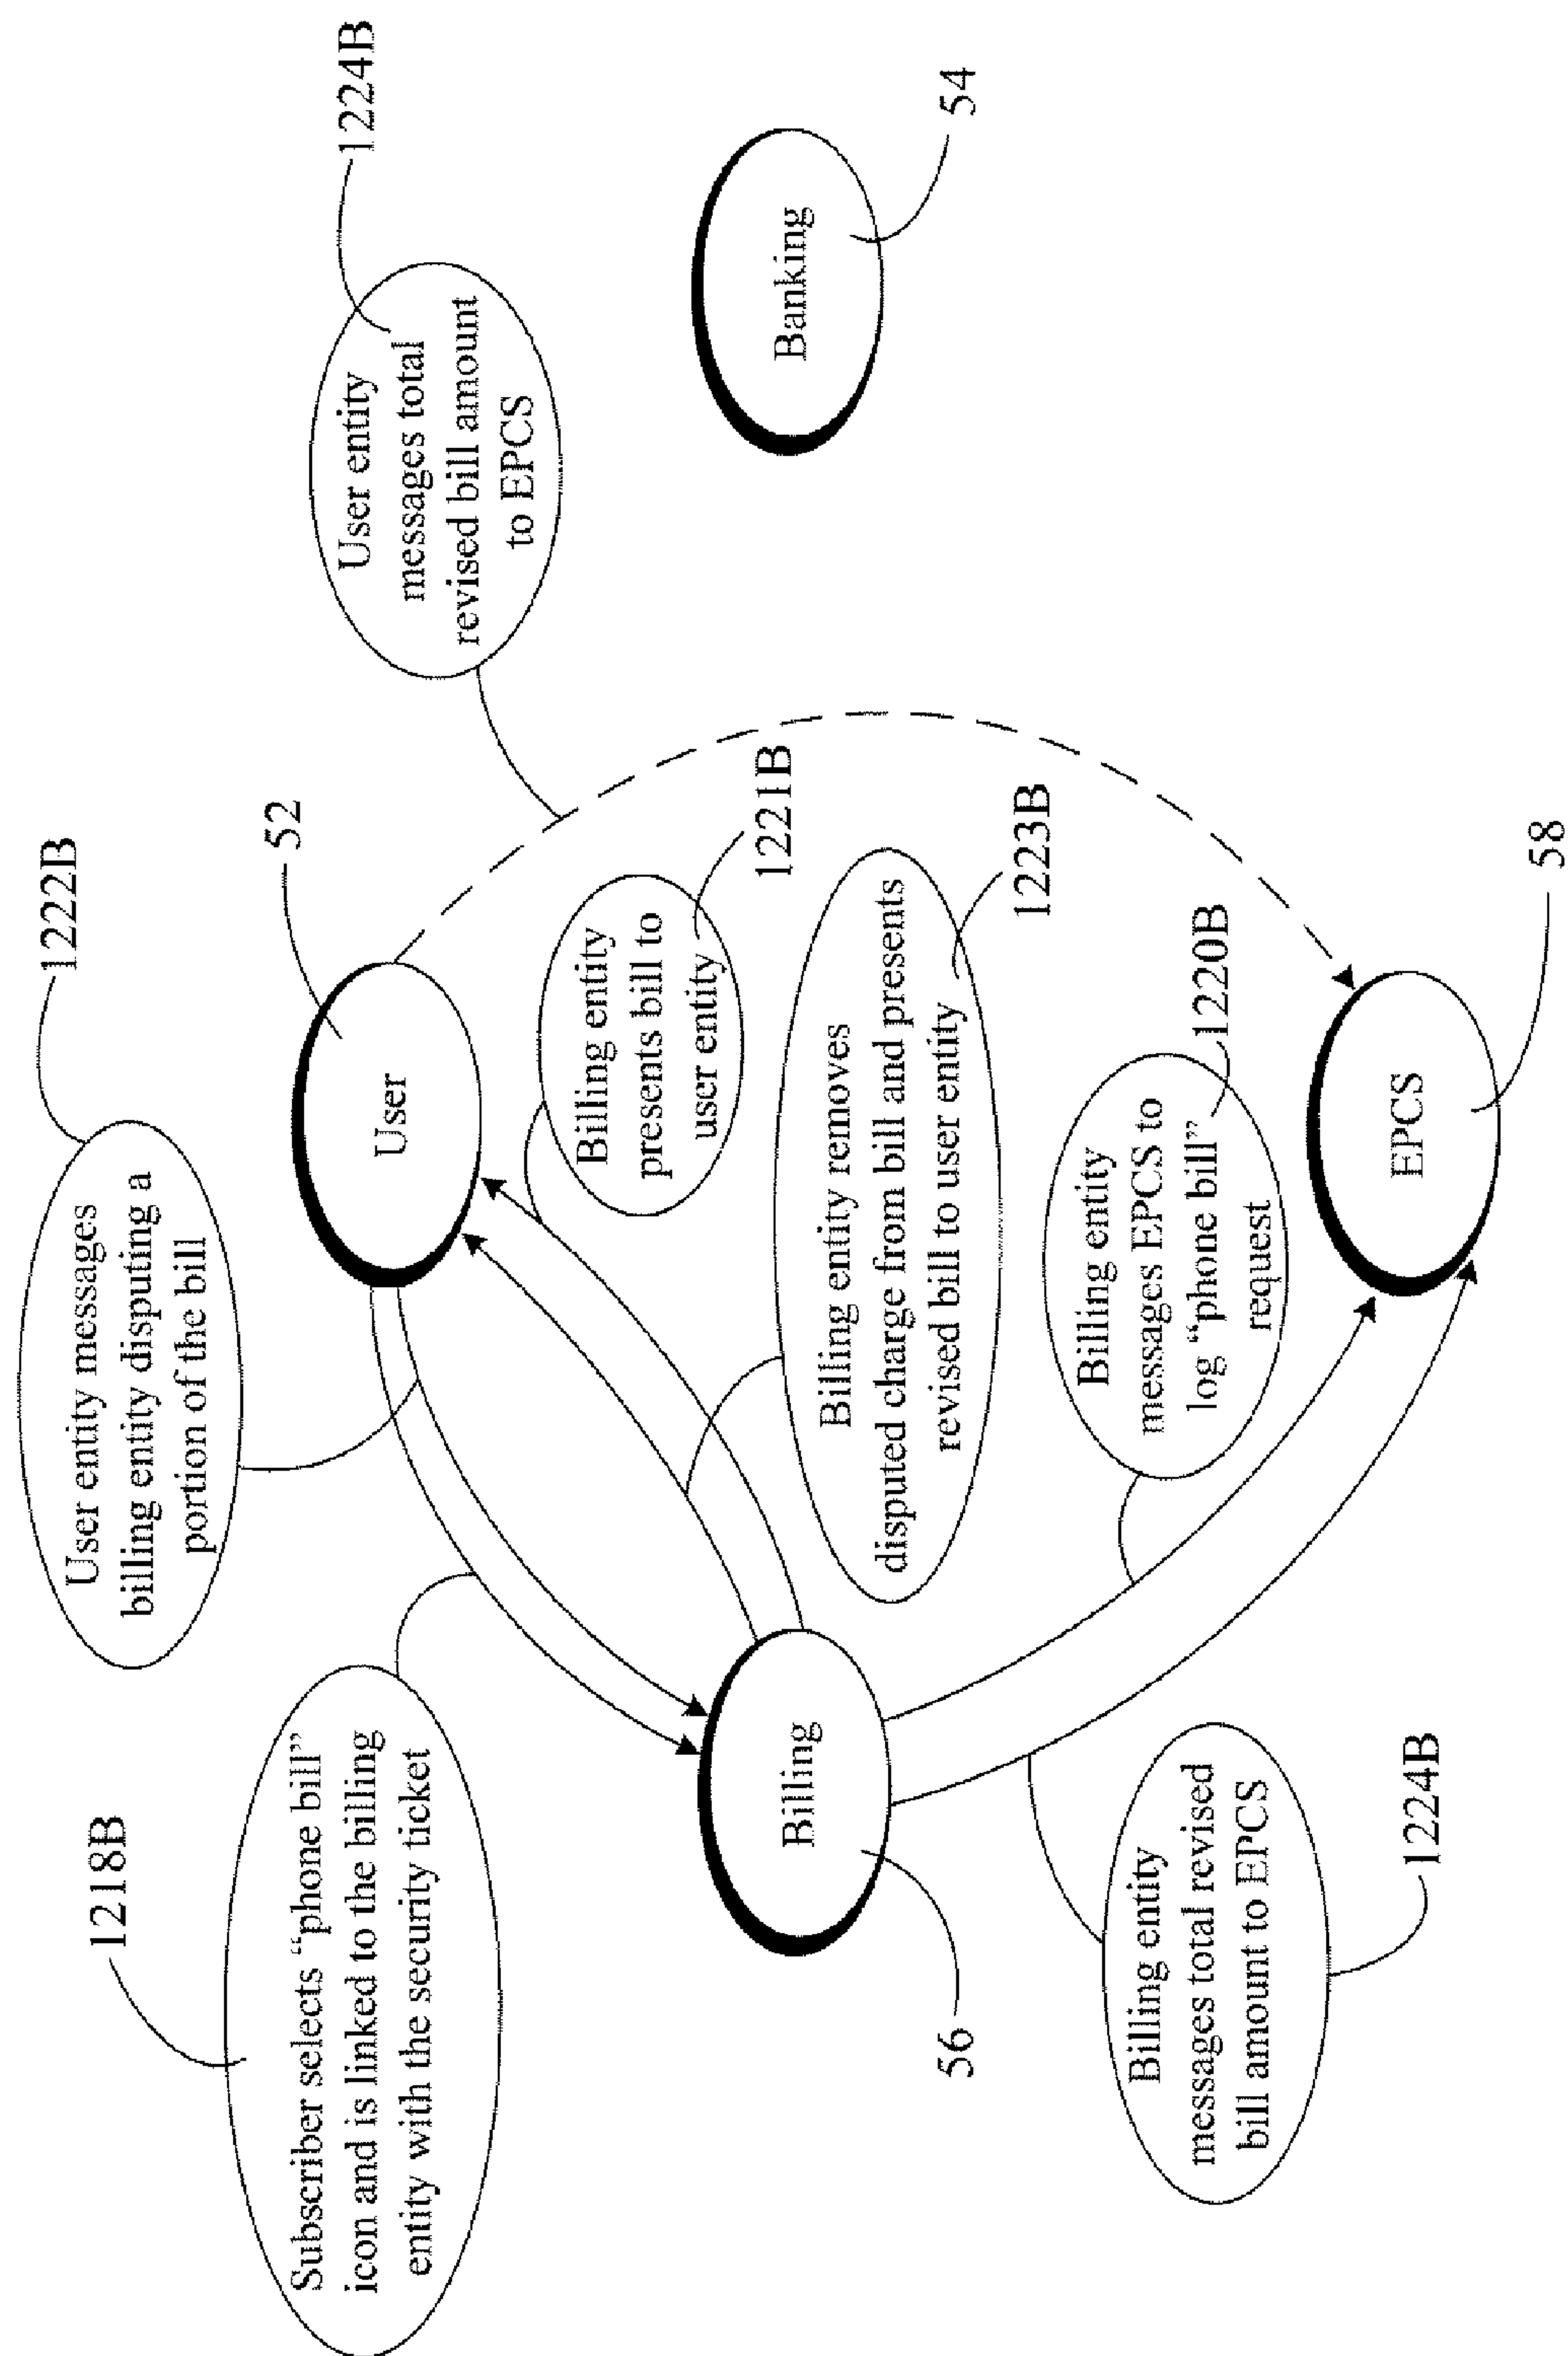 1222B
User entity messages
billing entity disputing a
portion of the bill
1224B
User entity
messages total
revised bill amount
to EPCS
1218B
Subscriber selects “phone bill”
icon and is linked to the billing
entity with the security ticket
52
User
Billing entity
presents bill to
user entity
1221B
Banking
54
Billing
56
Billing entity removes
disputed charge from bill and presents
revised bill to user entity
1223B
Billing entity
messages EPCS to
log “phone bill”
request
1220B
Billing entity
messages total revised
bill amount to EPCS
1224B
EPCS
58